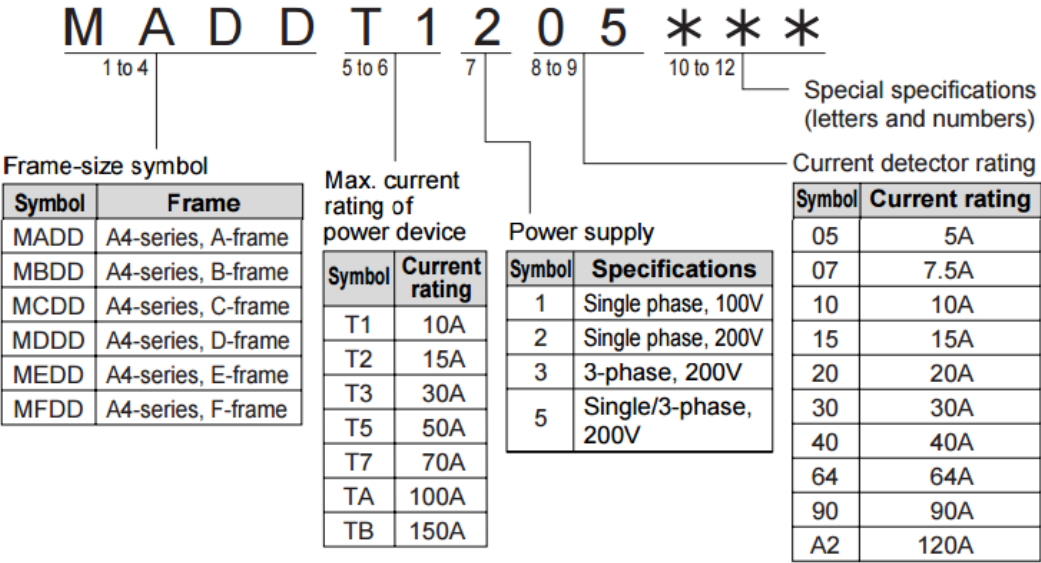 M A D D T 1 2 0 5 * * *
1 to 4 5 to 6 7 8 to 9 10 to 12
Special specifications
(letters and numbers)
Frame-size symbol
Symbol Frame
MADD A4-series, A-frame
MBDD A4-series, B-frame
MCDD A4-series, C-frame
MDDD A4-series, D-frame
MEDD A4-series, E-frame
MFDD A4-series, F-frame
Max. current
rating of
power device
Symbol Current
rating
T1 10A
T2 15A
T3 30A
T5 50A
T7 70A
TA 100A
TB 150A
Power supply
Symbol Specifications
1 Single phase, 100V
2 Single phase, 200V
3 3-phase, 200V
5 Single/3-phase,
200V
Current detector rating
Symbol Current rating
05 5A
07 7.5A
10 10A
15 15A
20 20A
30 30A
40 40A
64 64A
90 90A
A2 120A